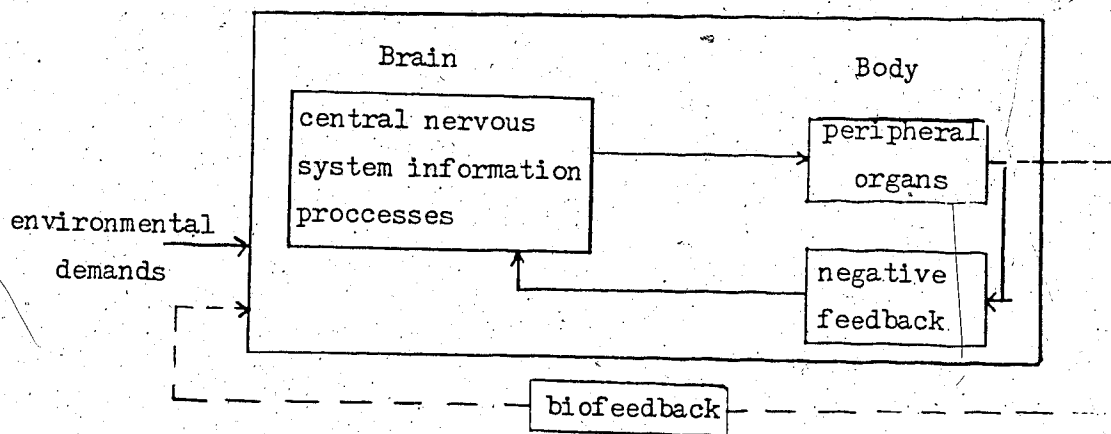 Brain
Body
central nervous
system information
proccesses
peripheral
organs
environmental
demands
negative
feedback
biofeedback